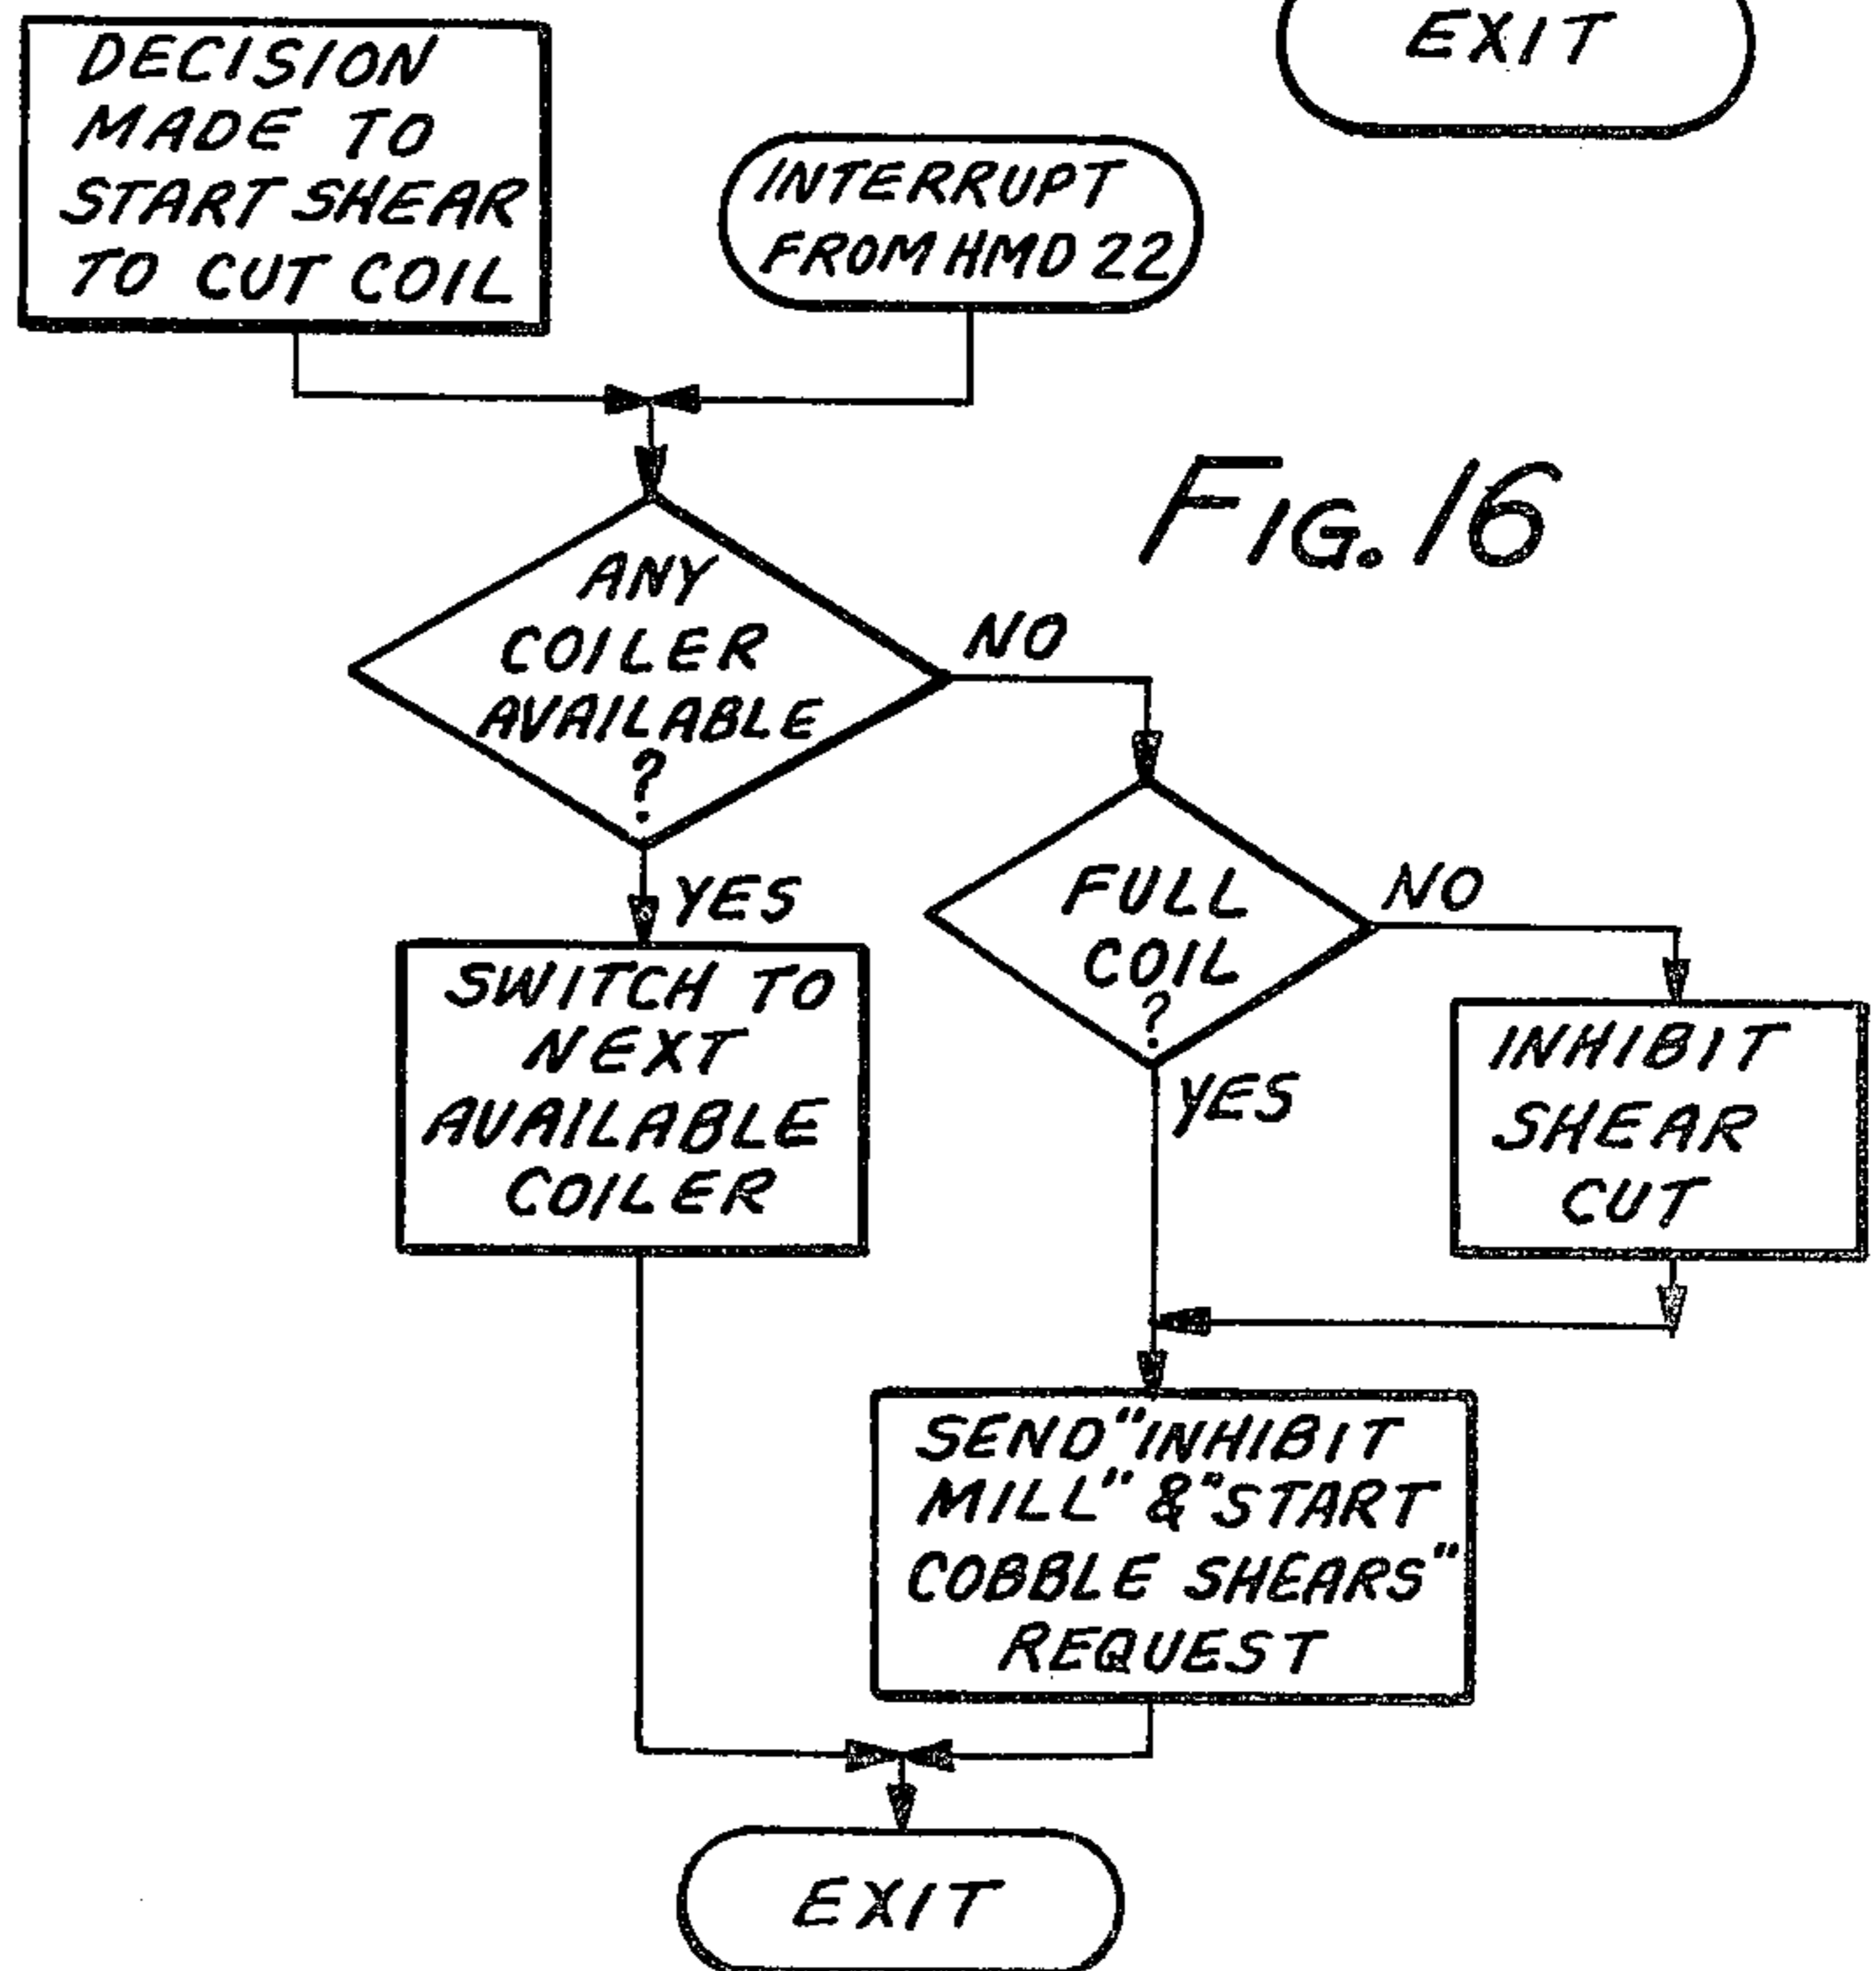 EXIT
DECISION
MADE TO
START SHEAR
TO CUT COIL
INTERRUPT
FROM HMD 22
FIG. 16
ANY
COILER
AVAILABLE
?
NO
YES
FULL
COIL
?
NO
YES
SWITCH TO
NEXT
AVAILABLE
COILER
INHIBIT
SHEAR
CUT
SEND "INHIBIT
MILL" & "START
COBBLE SHEARS"
REQUEST
EXIT